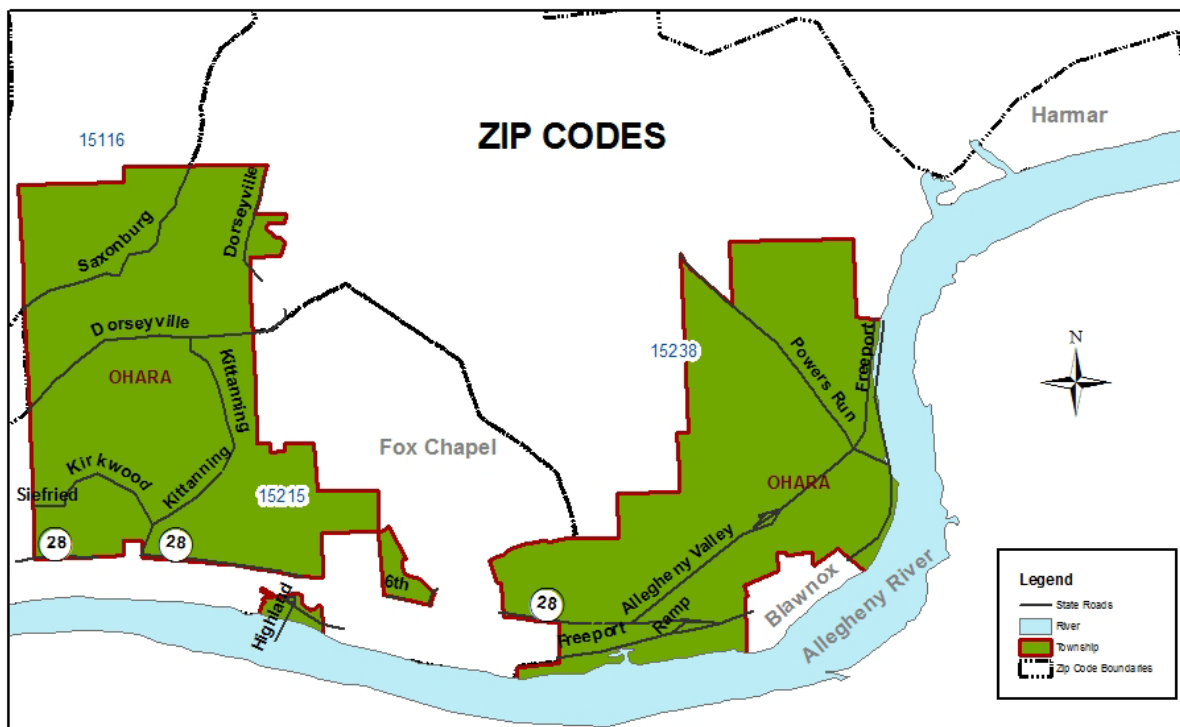 ZIP CODES
Harmar
15116
Dorseyville
Saxonburg
Dorseyville
Kittanning
OHARA
15238
Powers Run
Freeport
N
Fox Chapel
Kirkwood
Siefried
Kittanning
15215
OHARA
28
28
Allegheny Valley
6th
Highland
28
Freeport
Ramp
Blawnox
Allegheny River
Legend
State Roads
River
Township
Zip Code Boundaries